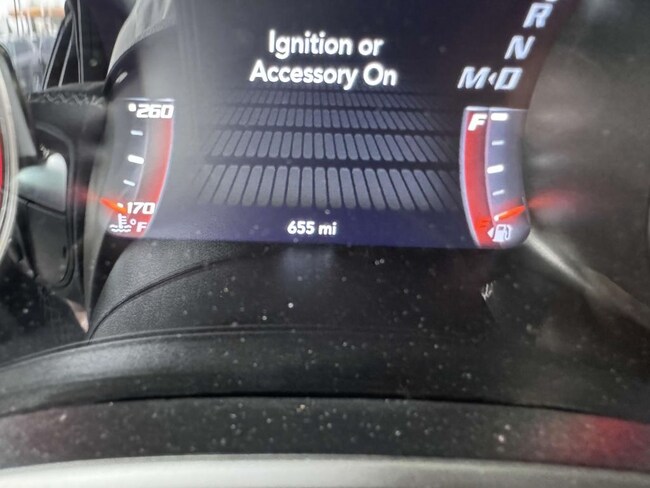 Ignition or
Accessory On
R
N
M D
260
F
170
°F
655 mi